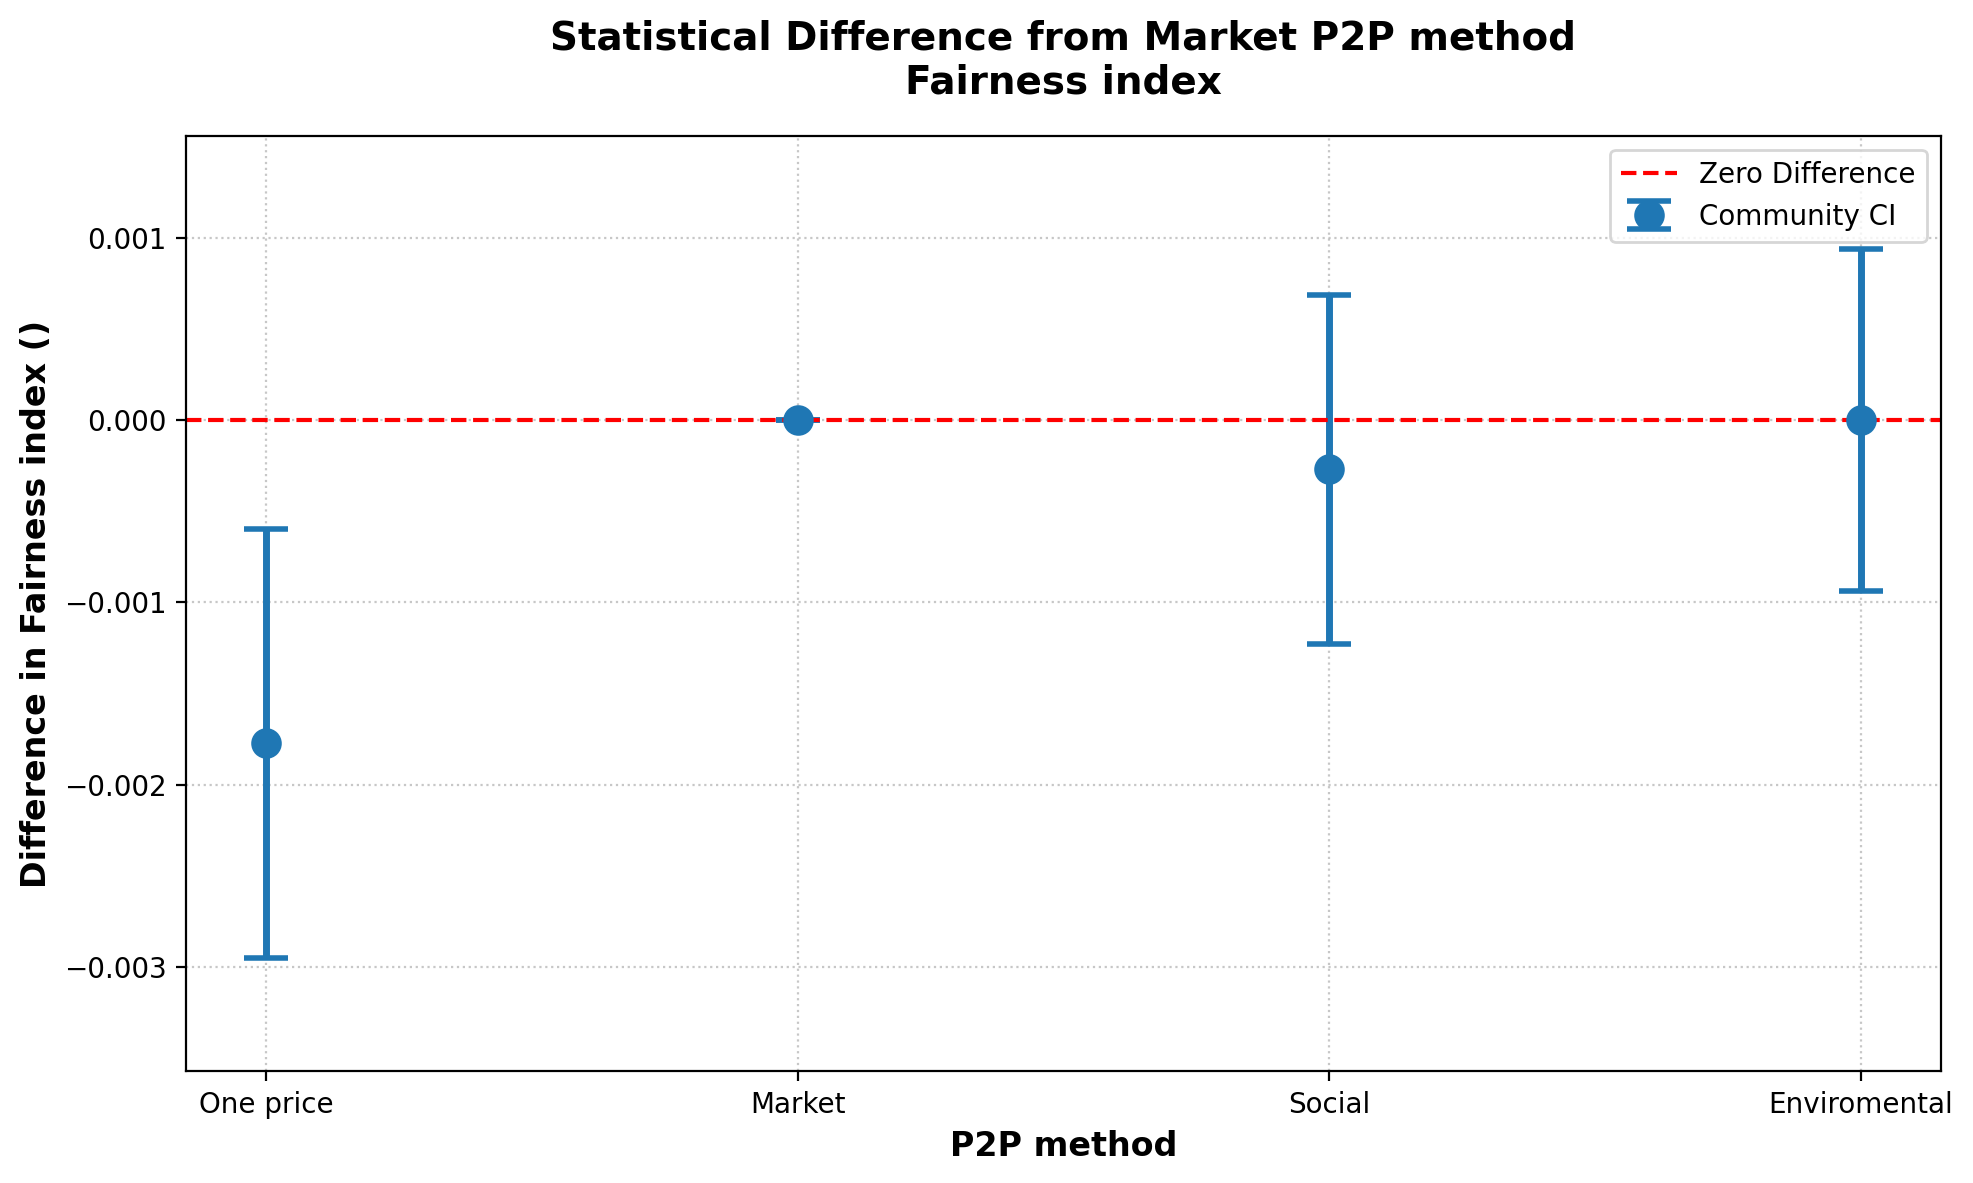 Statistical Difference from Market P2P method
Fairness index
Zero Difference
Community CI
Difference in Fairness index ()
0.001
0.000
−0.001
−0.002
−0.003
One price
Market
Social
Enviromental
P2P method